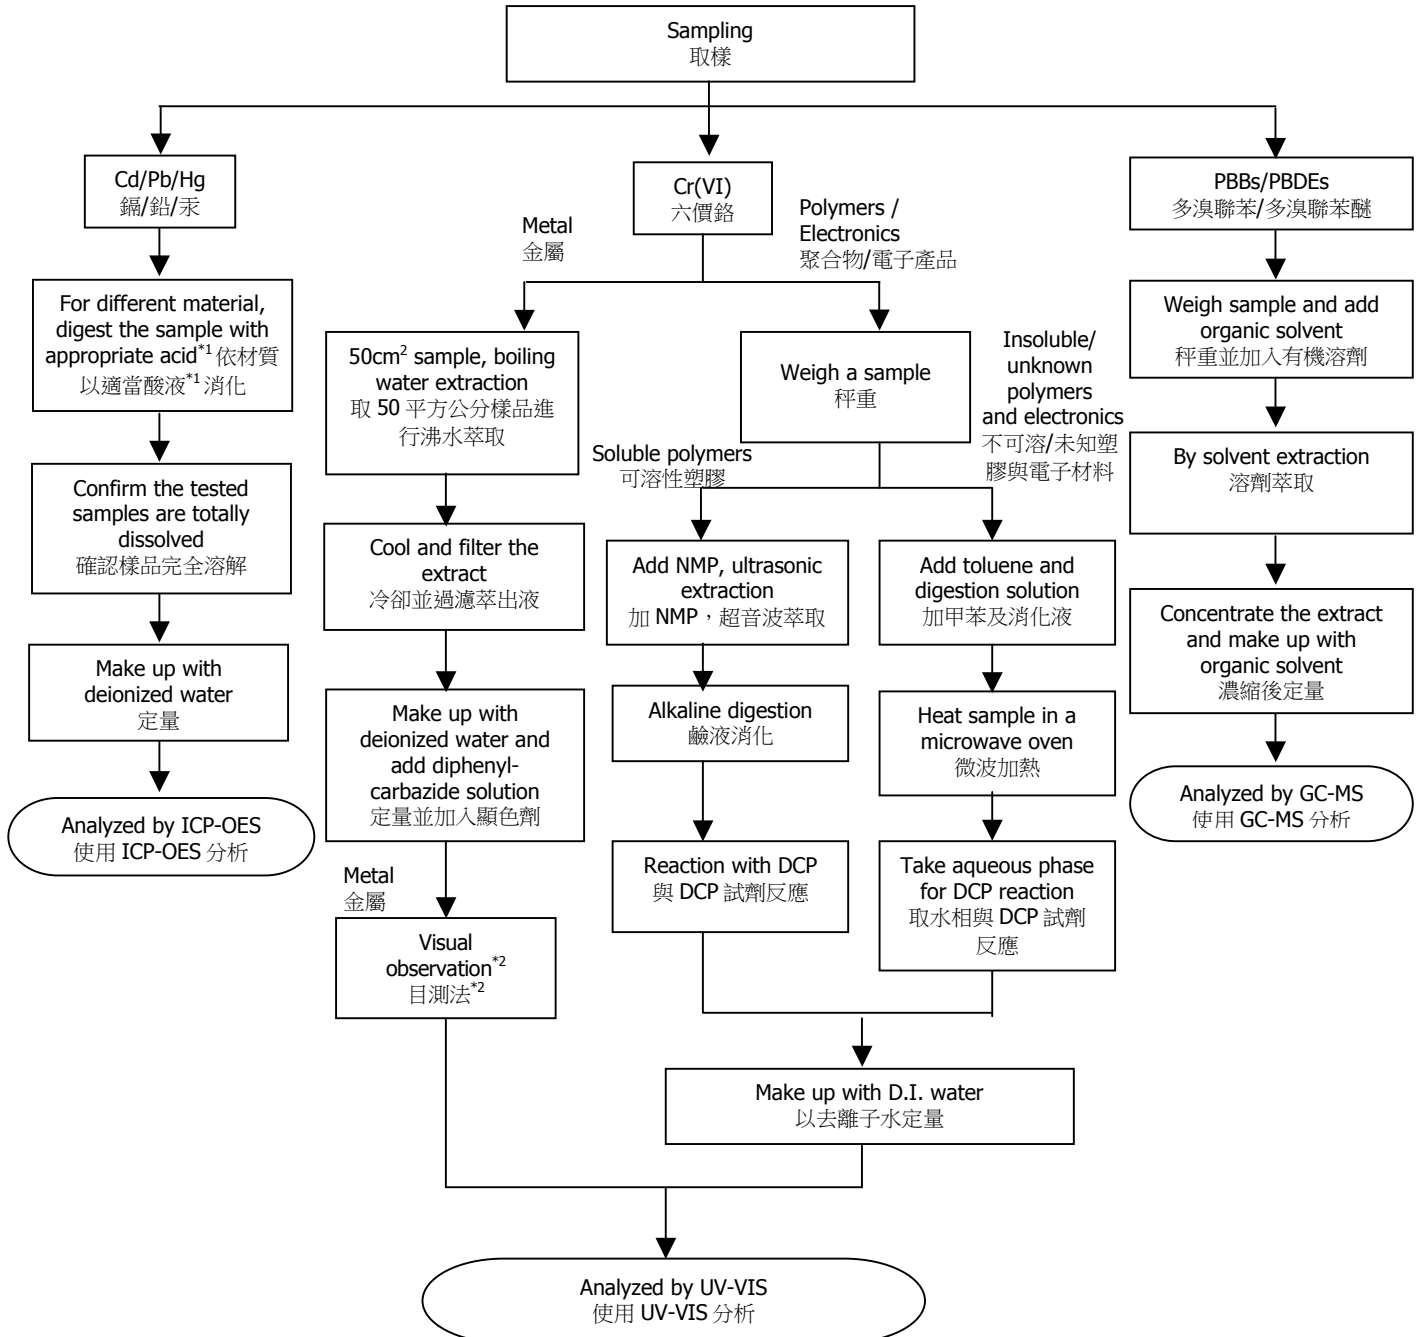 Sampling
取樣
Cd/Pb/Hg
鎘/鉛/汞
Cr(VI)
六價鉻
PBBs/PBDEs
多溴聯苯/多溴聯苯醚
Metal
金屬
Polymers /
Electronics
聚合物/電子產品
For different material,
digest the sample with
appropriate acid*1 依材質
以適當酸液*1 消化
50cm² sample, boiling
water extraction
取 50 平方公分樣品進
行沸水萃取
Weigh a sample
秤重
Insoluble/
unknown
polymers
and electronics
不可溶/未知塑
膠與電子材料
Weigh sample and add
organic solvent
秤重並加入有機溶劑
Soluble polymers
可溶性塑膠
Confirm the tested
samples are totally
dissolved
確認樣品完全溶解
Cool and filter the
extract
冷卻並過濾萃出液
Add NMP, ultrasonic
extraction
加 NMP，超音波萃取
Add toluene and
digestion solution
加甲苯及消化液
By solvent extraction
溶劑萃取
Make up with
deionized water
定量
Make up with
deionized water and
add diphenyl-
carbazide solution
定量並加入顯色劑
Alkaline digestion
鹼液消化
Heat sample in a
microwave oven
微波加熱
Concentrate the extract
and make up with
organic solvent
濃縮後定量
Analyzed by ICP-OES
使用 ICP-OES 分析
Metal
金屬
Visual
observation*2
目測法*2
Reaction with DCP
與 DCP 試劑反應
Take aqueous phase
for DCP reaction
取水相與 DCP 試劑
反應
Analyzed by GC-MS
使用 GC-MS 分析
Make up with D.I. water
以去離子水定量
Analyzed by UV-VIS
使用 UV-VIS 分析